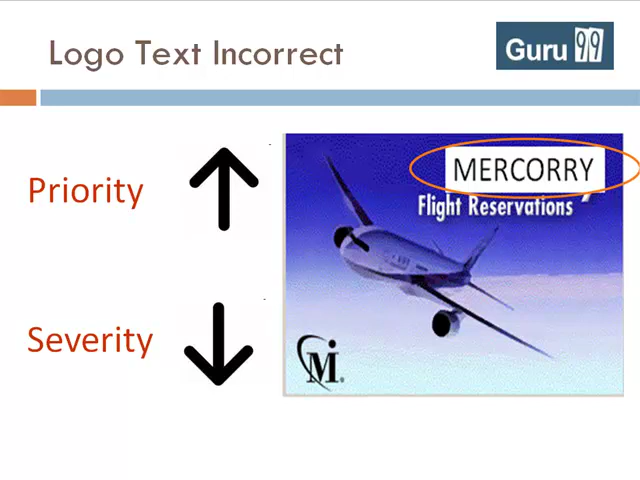 Logo Text Incorrect
Guru 99
Priority
MERCORRY
Flight Reservations
Severity
M